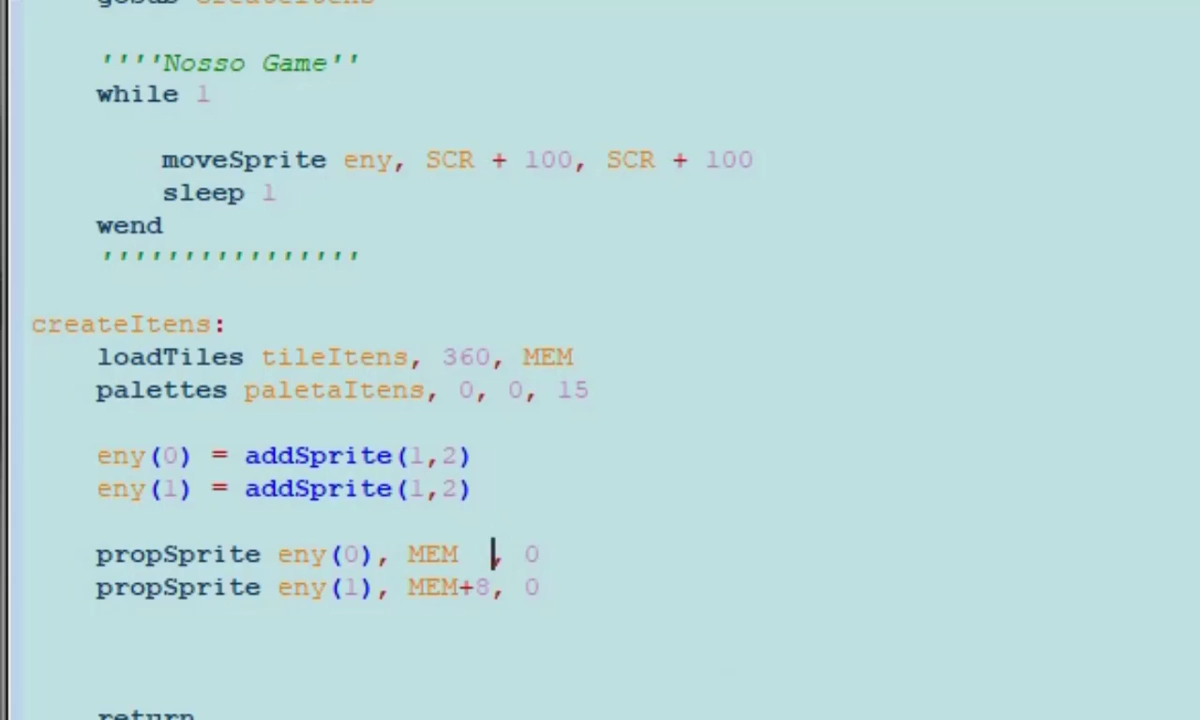 gosub createItens
''''Nosso Game''
while 1
moveSprite eny, SCR + 100, SCR + 100
sleep 1
wend
''''''''''''''''
createItens:
loadTiles tileItens, 360, MEM
palettes paletaItens, 0, 0, 15
eny(0) = addSprite(1,2)
eny(1) = addSprite(1,2)
propSprite eny(0), MEM  , 0
propSprite eny(1), MEM+8, 0
return